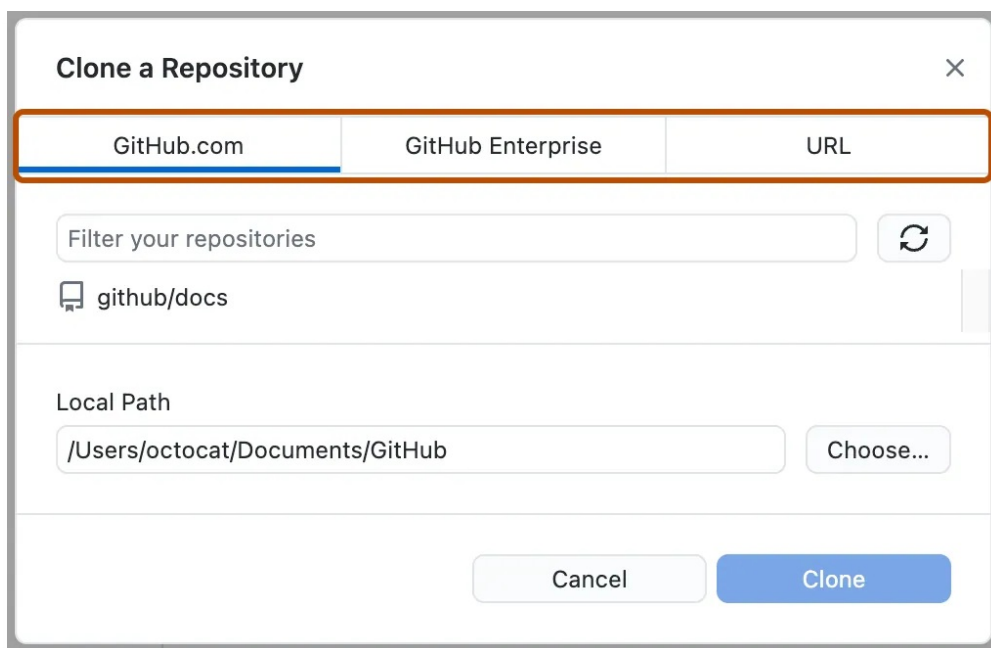 Clone a Repository
GitHub.com GitHub Enterprise URL
Filter your repositories
github/docs
Local Path
/Users/octocat/Documents/GitHub Choose...
Cancel Clone